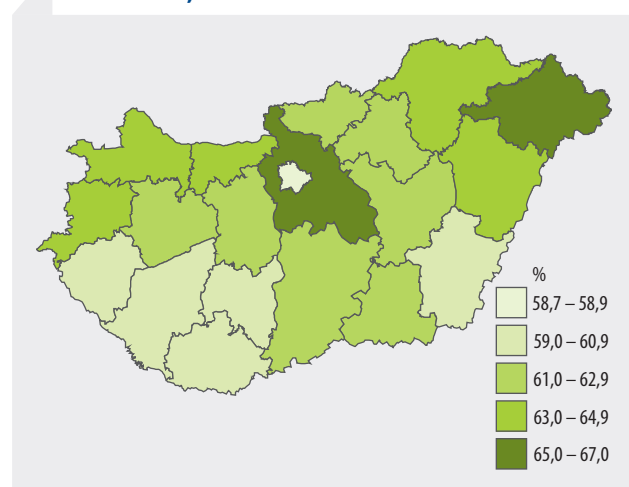 %
58,7 – 58,9
59,0 – 60,9
61,0 – 62,9
63,0 – 64,9
65,0 – 67,0